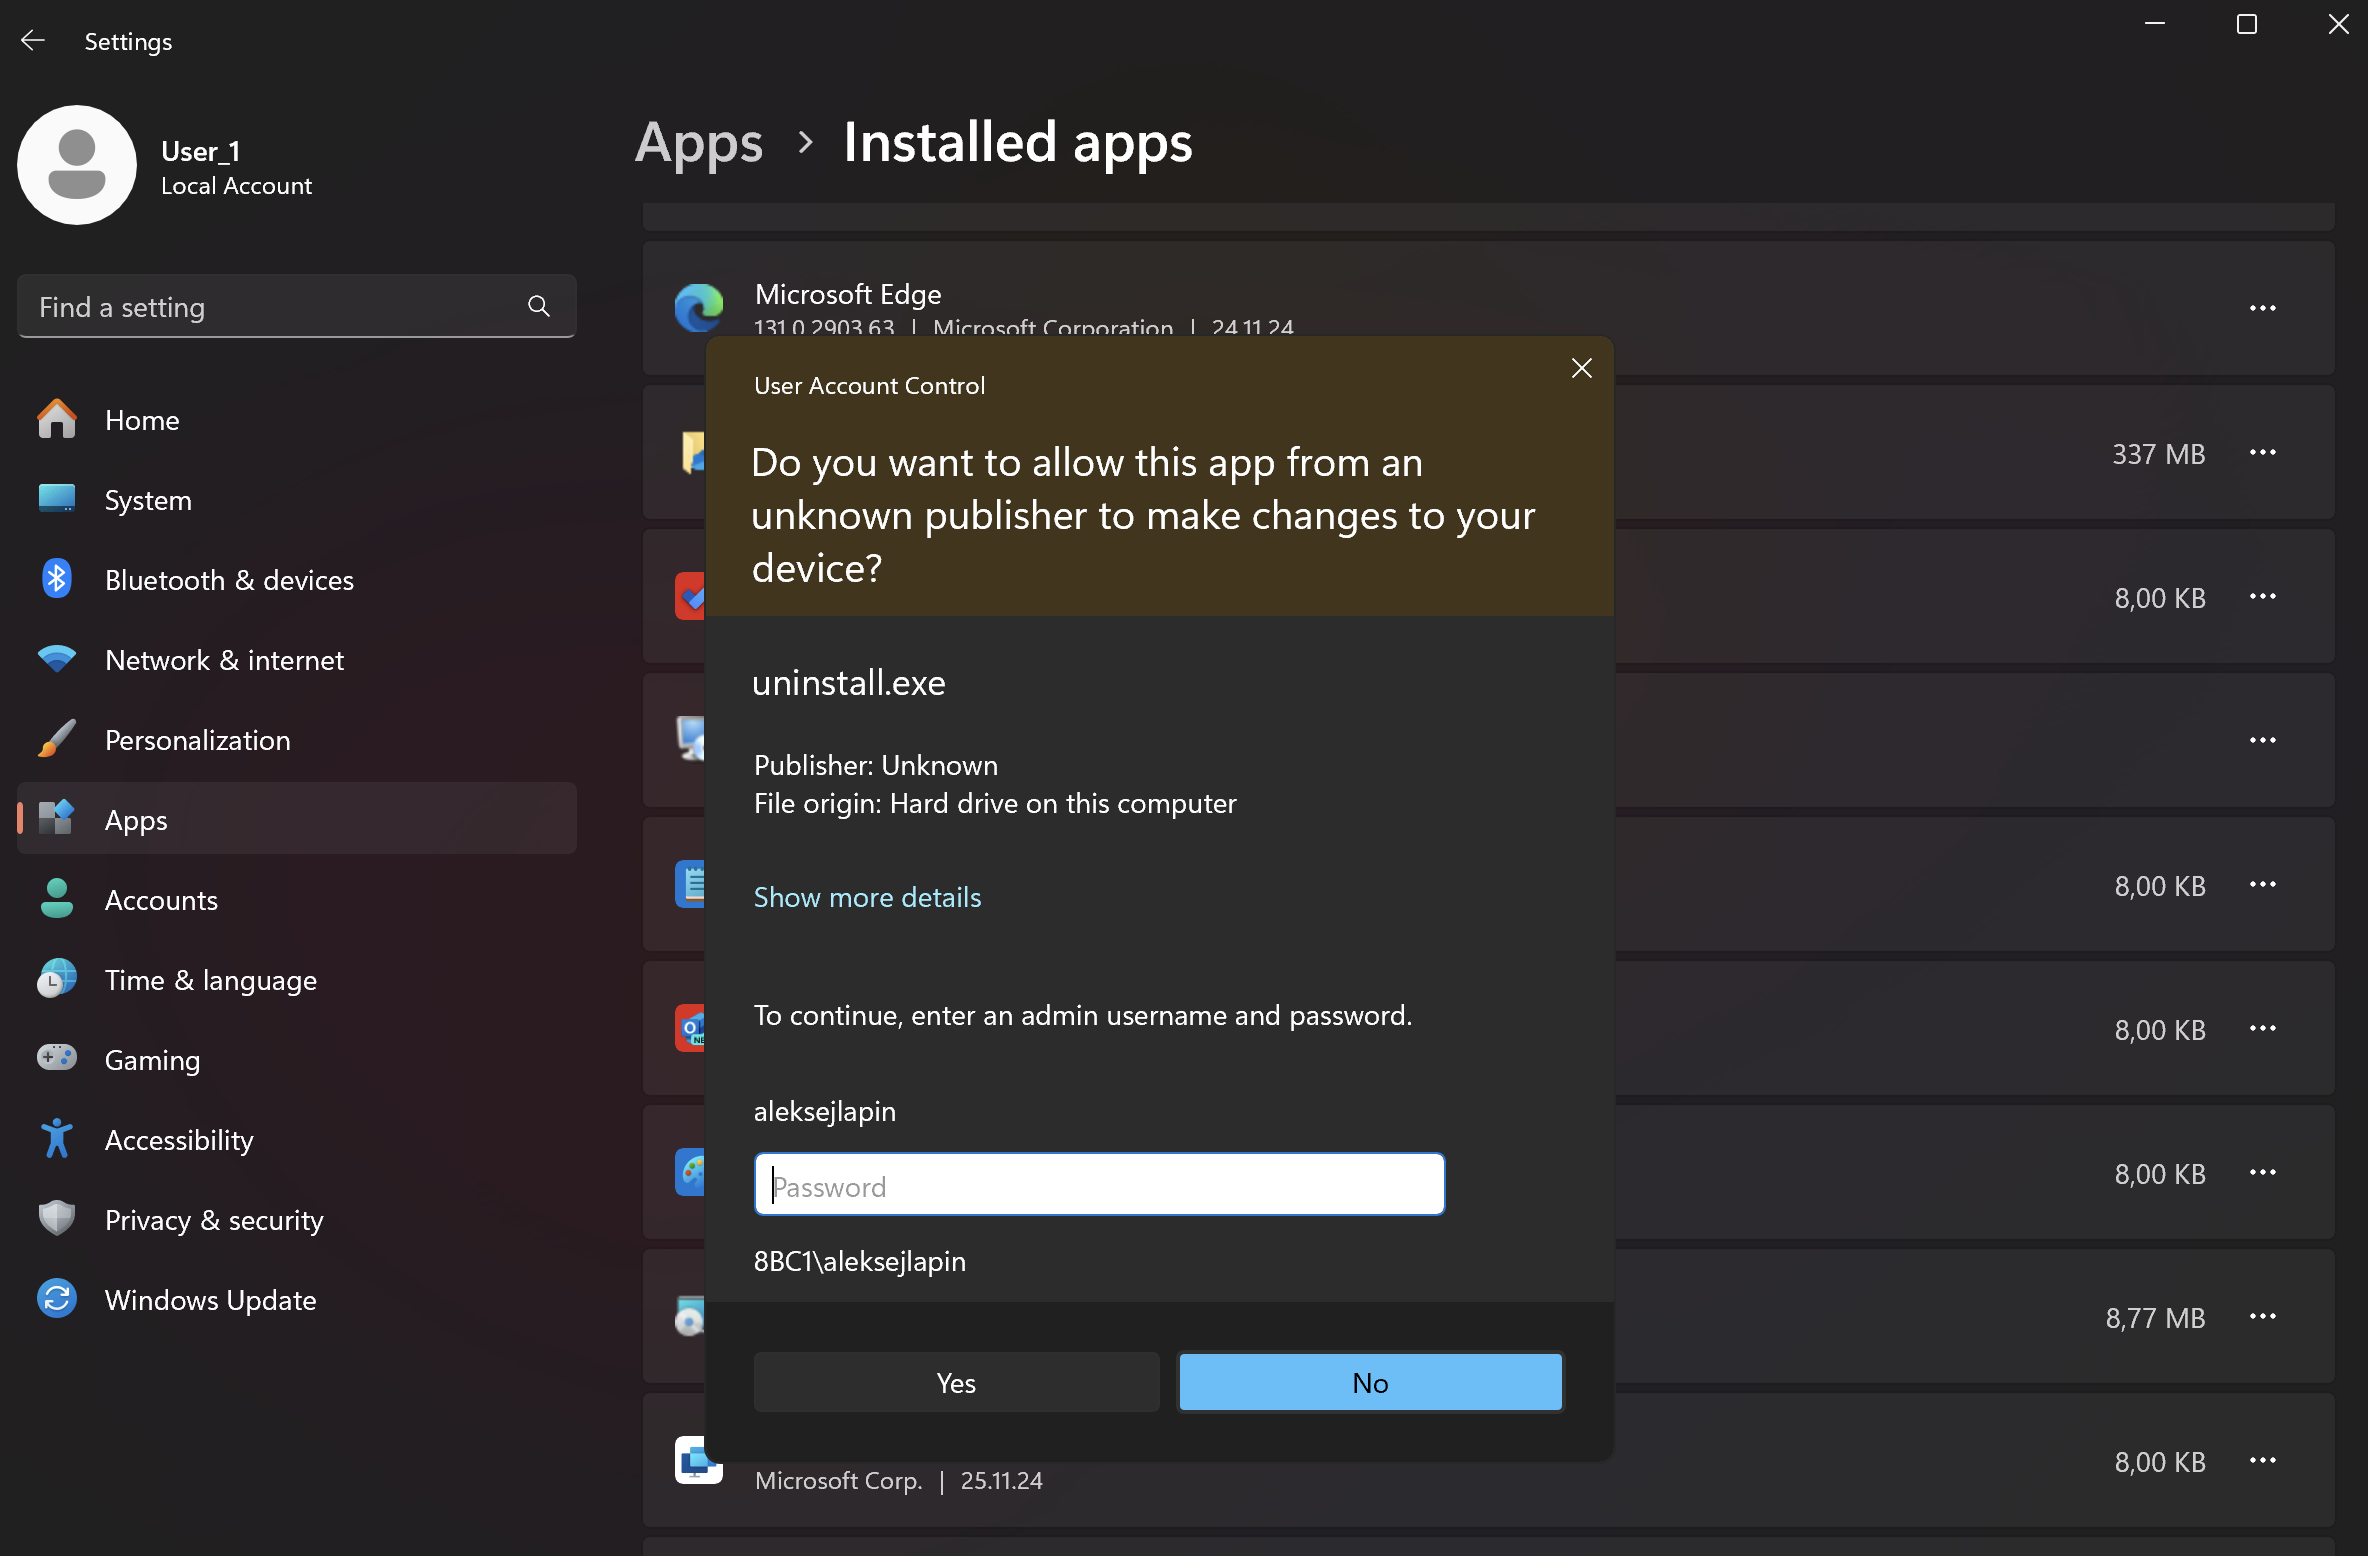 Settings
User_1
Local Account
Find a setting
Home
System
Bluetooth & devices
Network & internet
Personalization
Apps
Accounts
Time & language
Gaming
Accessibility
Privacy & security
Windows Update
Apps > Installed apps
Microsoft Edge
131.0.2903.63 | Microsoft Corporation | 24.11.24
337 MB
8,00 KB
8,00 KB
8,00 KB
8,00 KB
8,77 MB
Microsoft Corp. | 25.11.24
8,00 KB
User Account Control
Do you want to allow this app from an
unknown publisher to make changes to your
device?
uninstall.exe
Publisher: Unknown
File origin: Hard drive on this computer
Show more details
To continue, enter an admin username and password.
aleksejlapin
Password
8BC1\aleksejlapin
Yes
No